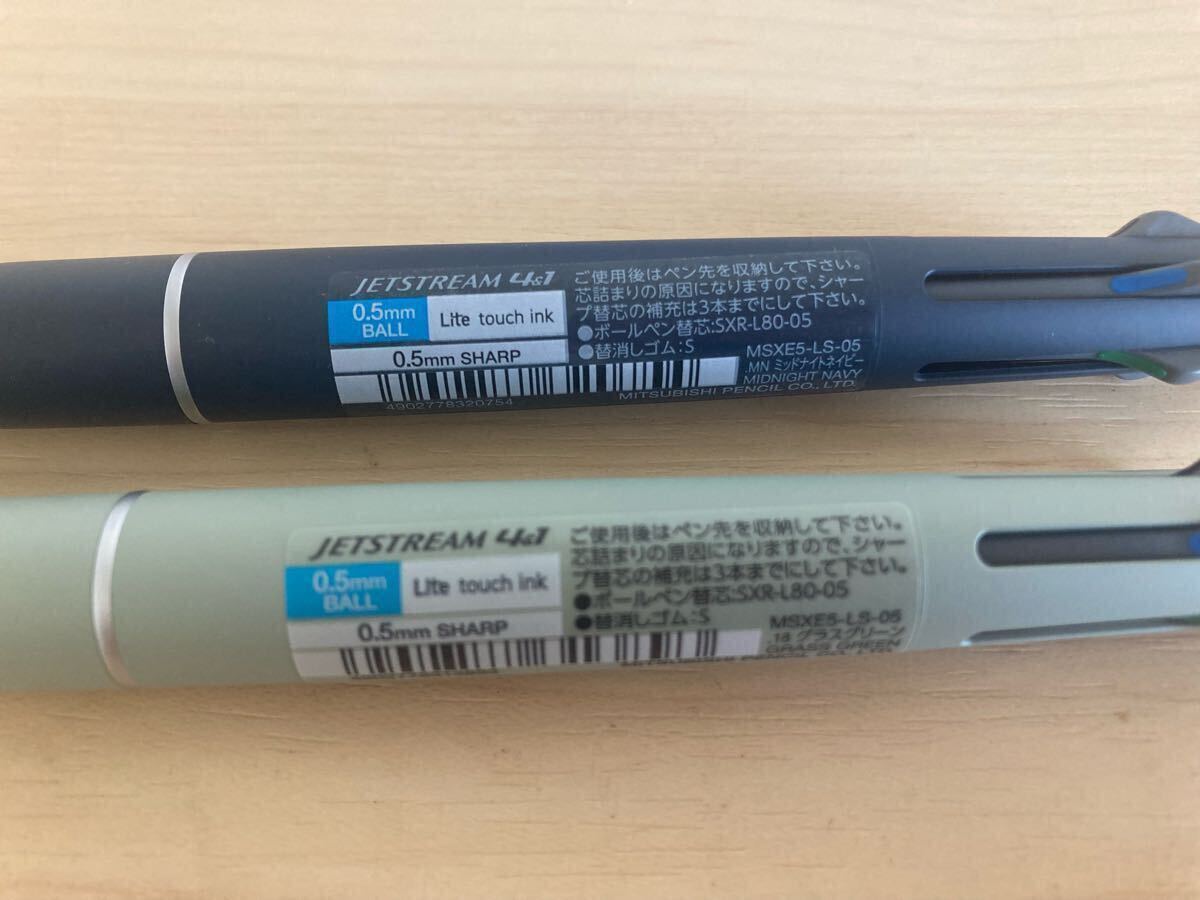 JETSTREAM 4&1
0.5mm
BALL
Lite touch ink
0.5mm SHARP
4902778320754
ご使用後はペン先を収納して下さい。
芯詰まりの原因になりますので、シャー
プ替芯の補充は3本までにして下さい。
●ボールペン替芯:SXR-L80-05
●替消しゴム:S
MSXE5-LS-05
.MN ミッドナイトネイビー
MIDNIGHT NAVY
MITSUBISHI PENCIL CO., LTD.
JETSTREAM 4&1
0.5mm
BALL
Lite touch ink
0.5mm SHARP
ご使用後はペン先を収納して下さい。
芯詰まりの原因になりますので、シャー
プ替芯の補充は3本までにして下さい。
●ボールペン替芯:SXR-L80-05
●替消しゴム:S
MSXE5-LS-05
.18 グラスグリーン
GRASS GREEN
MITSUBISHI PENCIL CO., LTD.